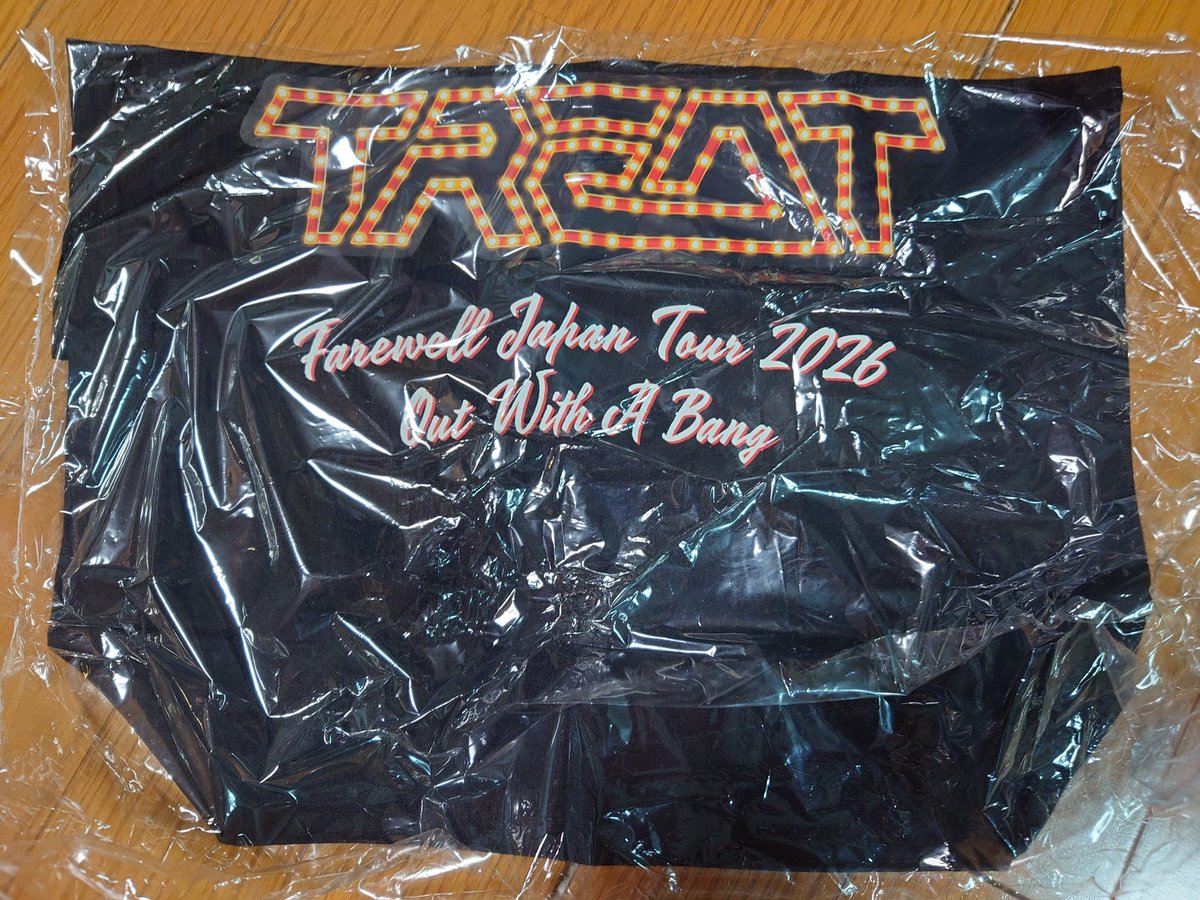 TREAT
Farewell Japan Tour 2026
Out With A Bang